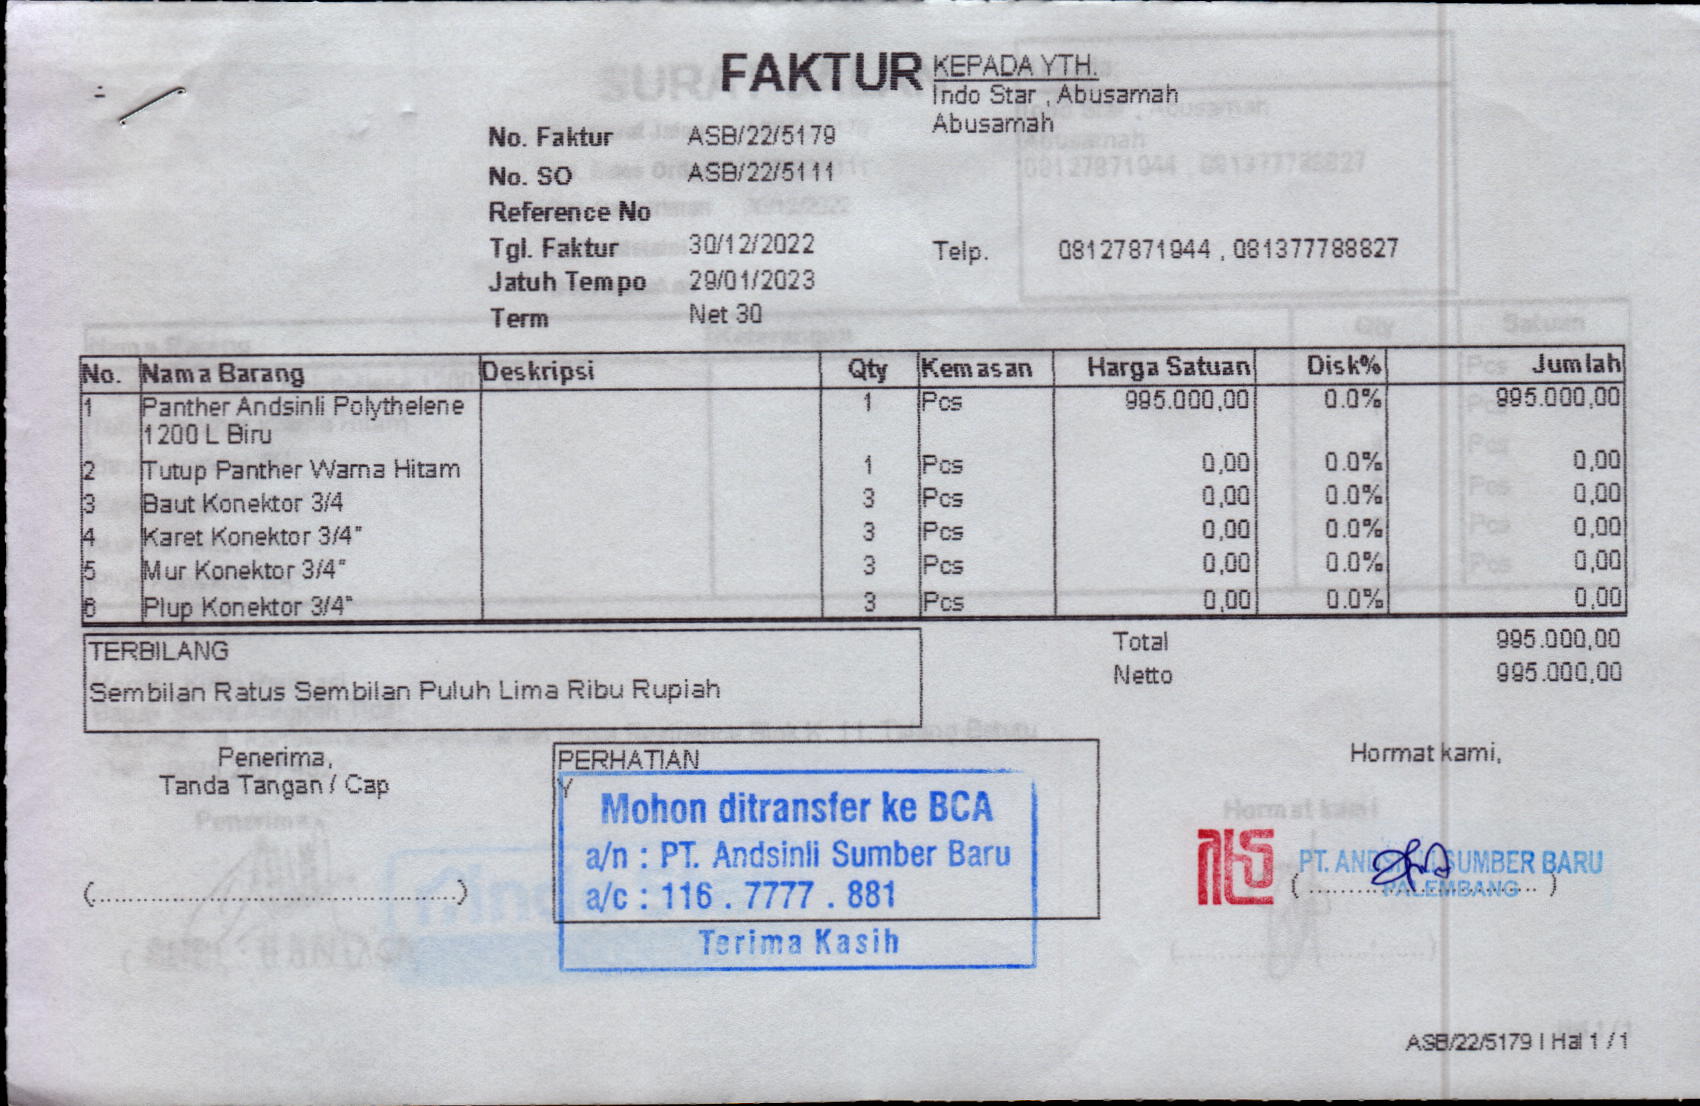 FAKTUR
KEPADA YTH.
Indo Star , Abusamah
Abusamah
No. Faktur ASB/22/5179
No. SO ASB/22/5111
Reference No
Tgl. Faktur 30/12/2022
Telp. 08127871944 , 081377788827
Jatuh Tempo 29/01/2023
Term Net 30
No. Nama Barang Deskripsi Qty Kemasan Harga Satuan Disk% Jumlah
1 Panther Andsinli Polythelene 1 Pcs 995.000,00 0.0% 995.000,00
1200 L Biru
2 Tutup Panther Warna Hitam 1 Pcs 0,00 0.0% 0,00
3 Baut Konektor 3/4 3 Pcs 0,00 0.0% 0,00
4 Karet Konektor 3/4" 3 Pcs 0,00 0.0% 0,00
5 Mur Konektor 3/4" 3 Pcs 0,00 0.0% 0,00
6 Plup Konektor 3/4" 3 Pcs 0,00 0.0% 0,00
TERBILANG
Sembilan Ratus Sembilan Puluh Lima Ribu Rupiah
Total 995.000,00
Netto 995.000,00
Penerima,
Tanda Tangan / Cap
(........................................)
PERHATIAN
Y
Mohon ditransfer ke BCA
a/n : PT. Andsinli Sumber Baru
a/c : 116 . 7777 . 881
Terima Kasih
Hormat kami,
PT. ANDSINLI SUMBER BARU
PALEMBANG
ASB/22/5179 | Hal 1 / 1